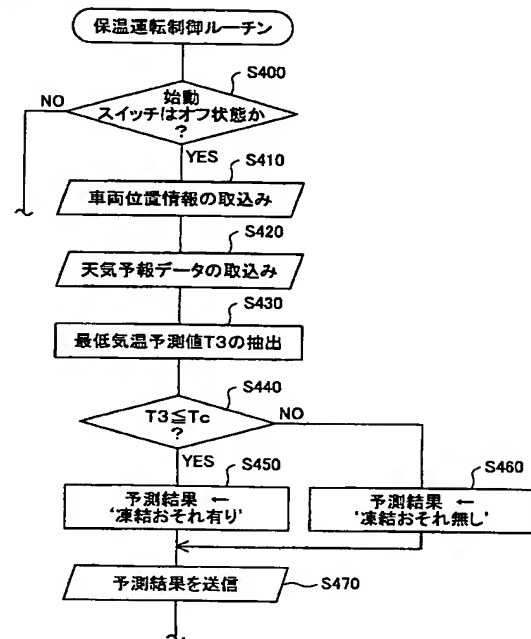 保温運転制御ルーチン
S400
始動
スイッチはオフ状態か
?
NO
YES
S410
車両位置情報の取込み
S420
天気予報データの取込み
S430
最低気温予測値T3の抽出
S440
T3≦Tc
?
NO
YES
S450
予測結果 ←
'凍結おそれ有り'
S460
予測結果 ←
'凍結おそれ無し'
予測結果を送信
S470